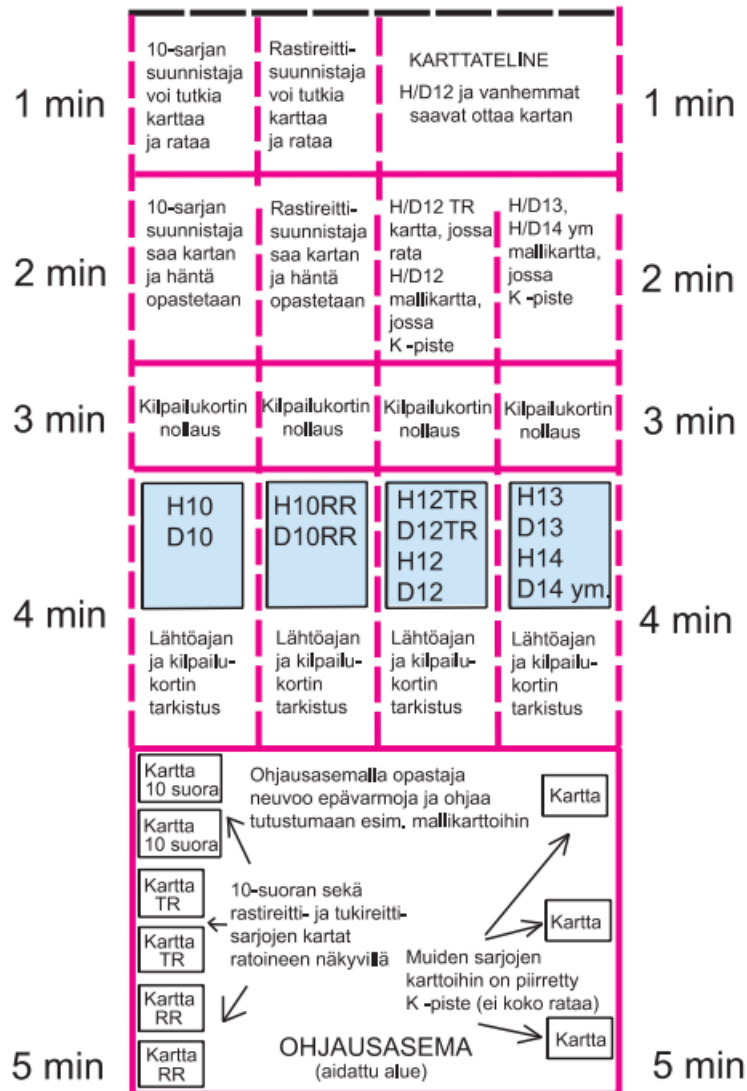 1 min
10-sarjan
suunnistaja
voi tutkia
karttaa
ja rataa
Rastireitti-
suunnistaja
voi tutkia
karttaa
ja rataa
KARTTATELINE
H/D12 ja vanhemmat
saavat ottaa kartan
1 min
2 min
10-sarjan
suunnistaja
saa kartan
ja häntä
opastetaan
Rastireitti-
suunnistaja
saa kartan
ja häntä
opastetaan
H/D12 TR
kartta, jossa
rata
H/D12
mallikartta,
jossa
K -piste
H/D13,
H/D14 ym
mallikartta,
jossa
K -piste
2 min
3 min
Kilpailukortin
nollaus
Kilpailukortin
nollaus
Kilpailukortin
nollaus
Kilpailukortin
nollaus
3 min
4 min
H10
D10
H10RR
D10RR
H12TR
D12TR
H12
D12
H13
D13
H14
D14 ym.
4 min
Lähtöajan
ja kilpailu-
kortin
tarkistus
Lähtöajan
ja kilpailu-
kortin
tarkistus
Lähtöajan
ja kilpailu-
kortin
tarkistus
Lähtöajan
ja kilpailu-
kortin
tarkistus
Kartta
10 suora
Kartta
10 suora
Kartta
TR
Kartta
TR
Kartta
RR
Kartta
RR
Ohjausasemalla opastaja
neuvoo epävarmoja ja ohjaa
tutustumaan esim. mallikarttoihin
10-suoran sekä
rastireitti- ja tukireitti-
sarjojen kartat
ratoineen näkyvillä
Kartta
Kartta
Kartta
Muiden sarjojen
karttoihin on piirretty
K -piste (ei koko rataa)
5 min
OHJAUSASEMA
(aidattu alue)
5 min